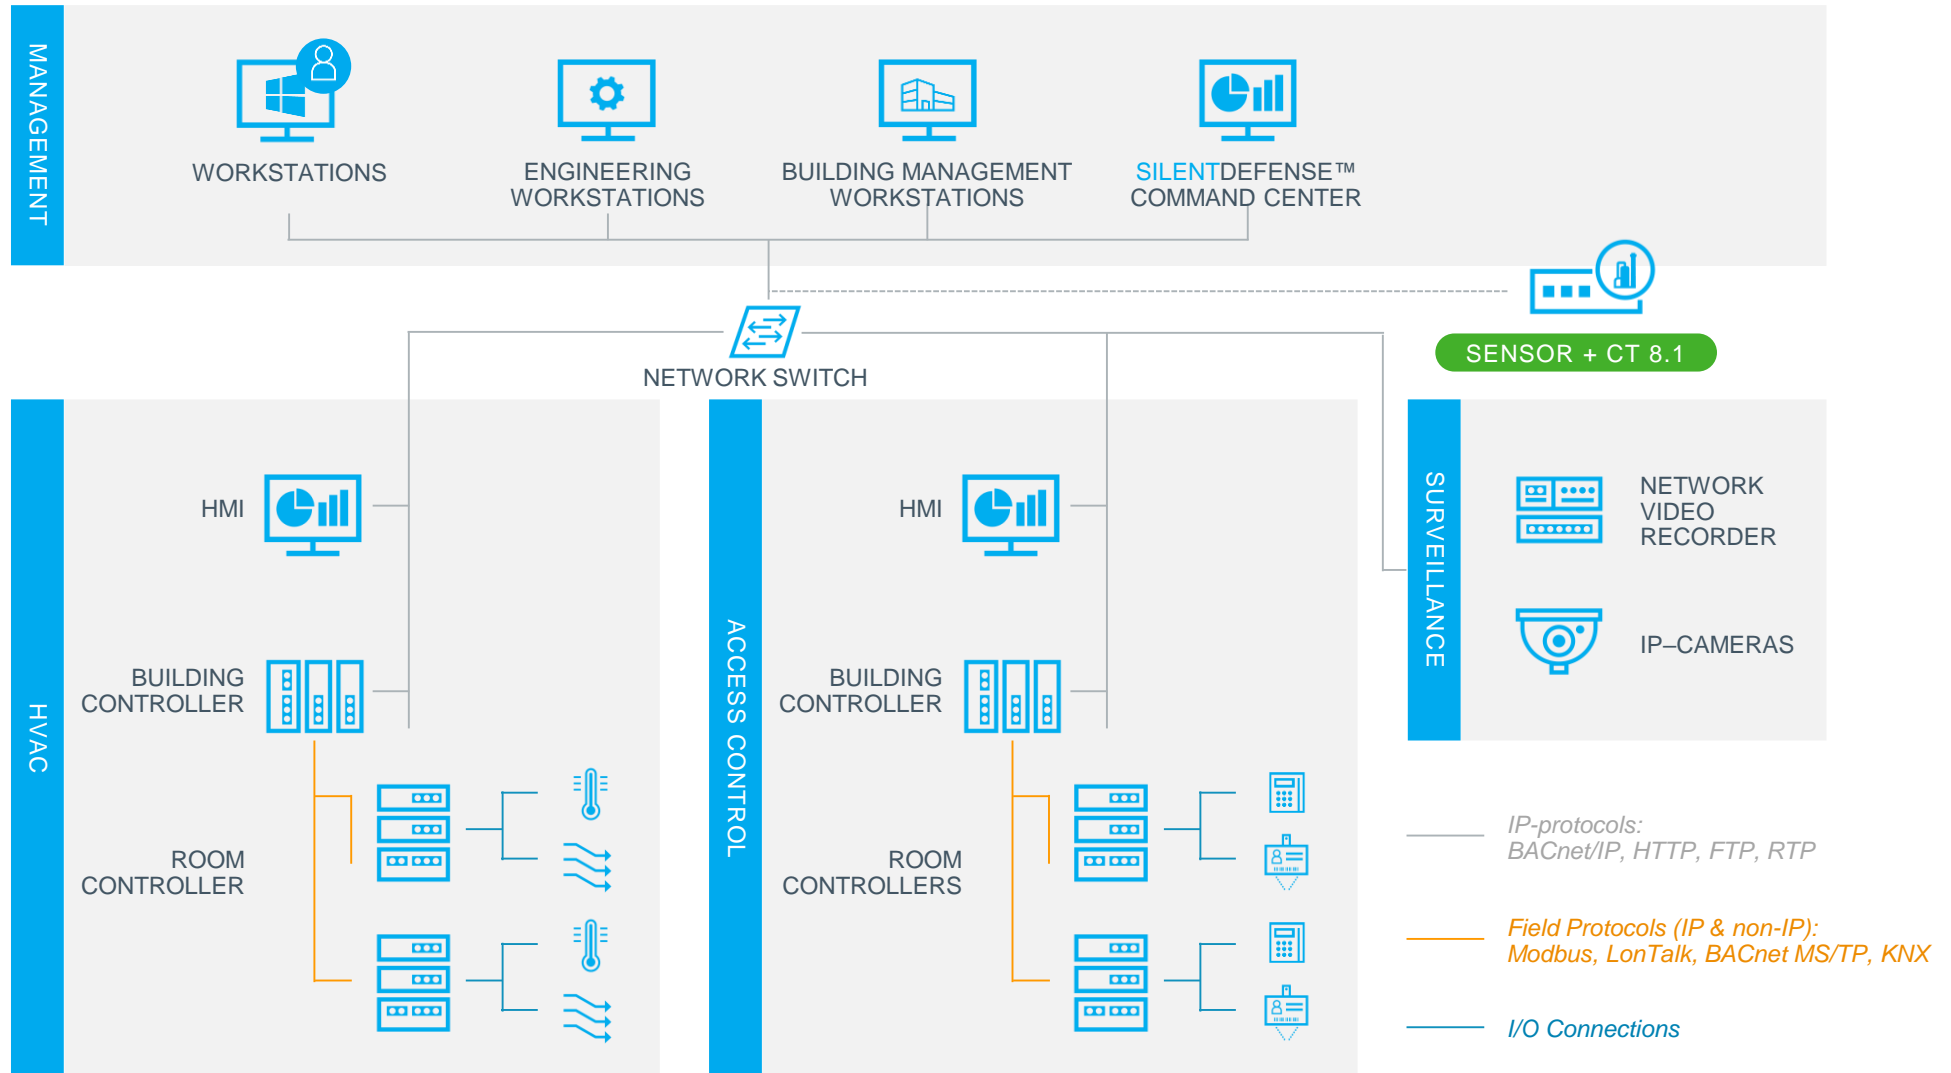 MANAGEMENT
WORKSTATIONS
ENGINEERING
WORKSTATIONS
BUILDING MANAGEMENT
WORKSTATIONS
SILENTDEFENSE™
COMMAND CENTER
SENSOR + CT 8.1
NETWORK SWITCH
HVAC
HMI
BUILDING
CONTROLLER
ROOM
CONTROLLER
ACCESS CONTROL
HMI
BUILDING
CONTROLLER
ROOM
CONTROLLERS
SURVEILLANCE
NETWORK
VIDEO
RECORDER
IP–CAMERAS
IP-protocols:
BACnet/IP, HTTP, FTP, RTP
Field Protocols (IP & non-IP):
Modbus, LonTalk, BACnet MS/TP, KNX
I/O Connections